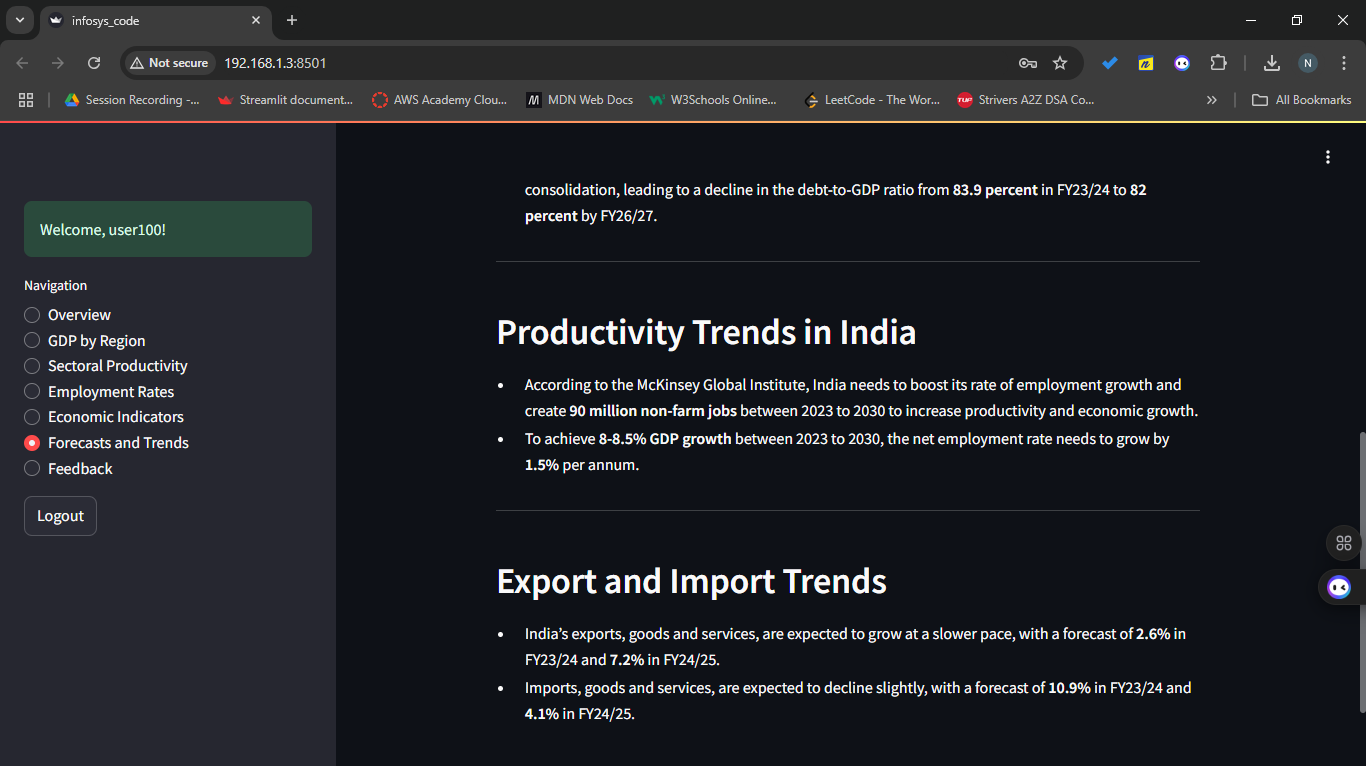 infosys_code
Not secure
192.168.1.3:8501
n
N
Session Recording -...
Streamlit document...
AWS Academy Clou...
M
MDN Web Docs
W3Schools Online...
LeetCode - The Wor...
TUF
Strivers A2Z DSA Co...
»
All Bookmarks
Welcome, user100!
Navigation
Overview
GDP by Region
Sectoral Productivity
Employment Rates
Economic Indicators
Forecasts and Trends
Feedback
Logout
consolidation, leading to a decline in the debt-to-GDP ratio from 83.9 percent in FY23/24 to 82
percent by FY26/27.
Productivity Trends in India
• According to the McKinsey Global Institute, India needs to boost its rate of employment growth and
create 90 million non-farm jobs between 2023 to 2030 to increase productivity and economic growth.
• To achieve 8-8.5% GDP growth between 2023 to 2030, the net employment rate needs to grow by
1.5% per annum.
Export and Import Trends
• India’s exports, goods and services, are expected to grow at a slower pace, with a forecast of 2.6% in
FY23/24 and 7.2% in FY24/25.
• Imports, goods and services, are expected to decline slightly, with a forecast of 10.9% in FY23/24 and
4.1% in FY24/25.